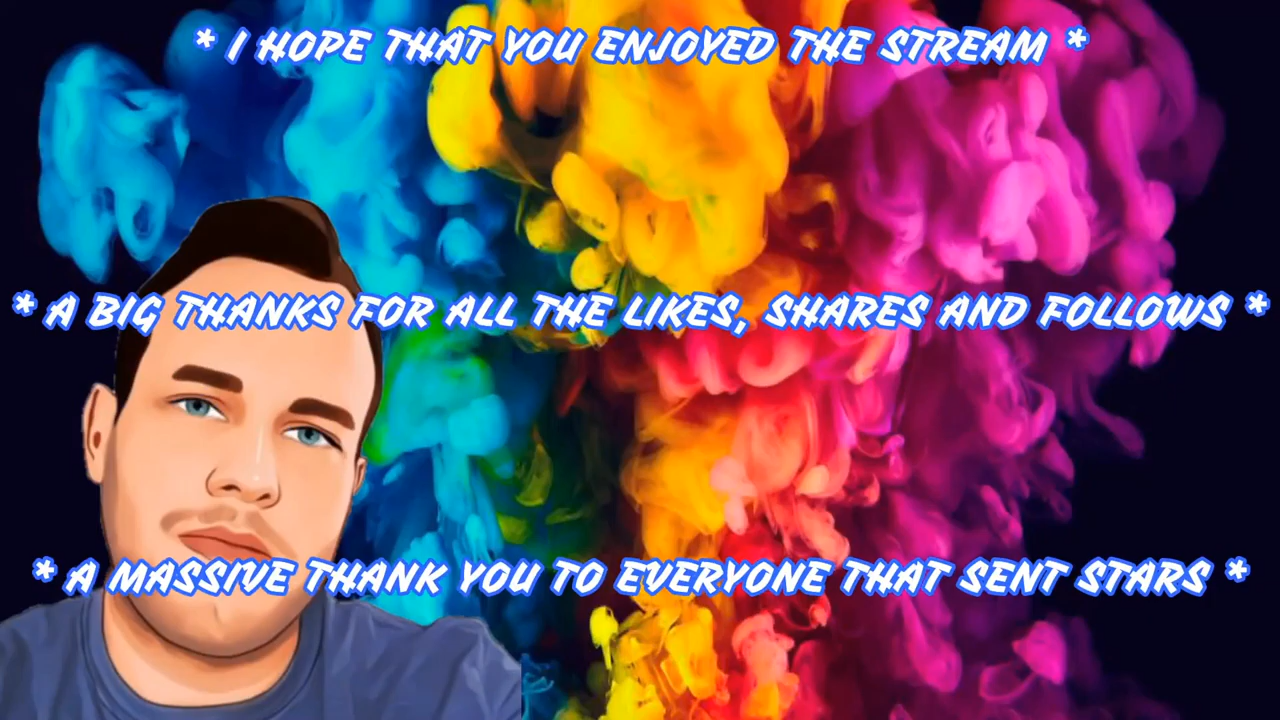 * I HOPE THAT YOU ENJOYED THE STREAM *
* A BIG THANKS FOR ALL THE LIKES, SHARES AND FOLLOWS *
* A MASSIVE THANK YOU TO EVERYONE THAT SENT STARS *